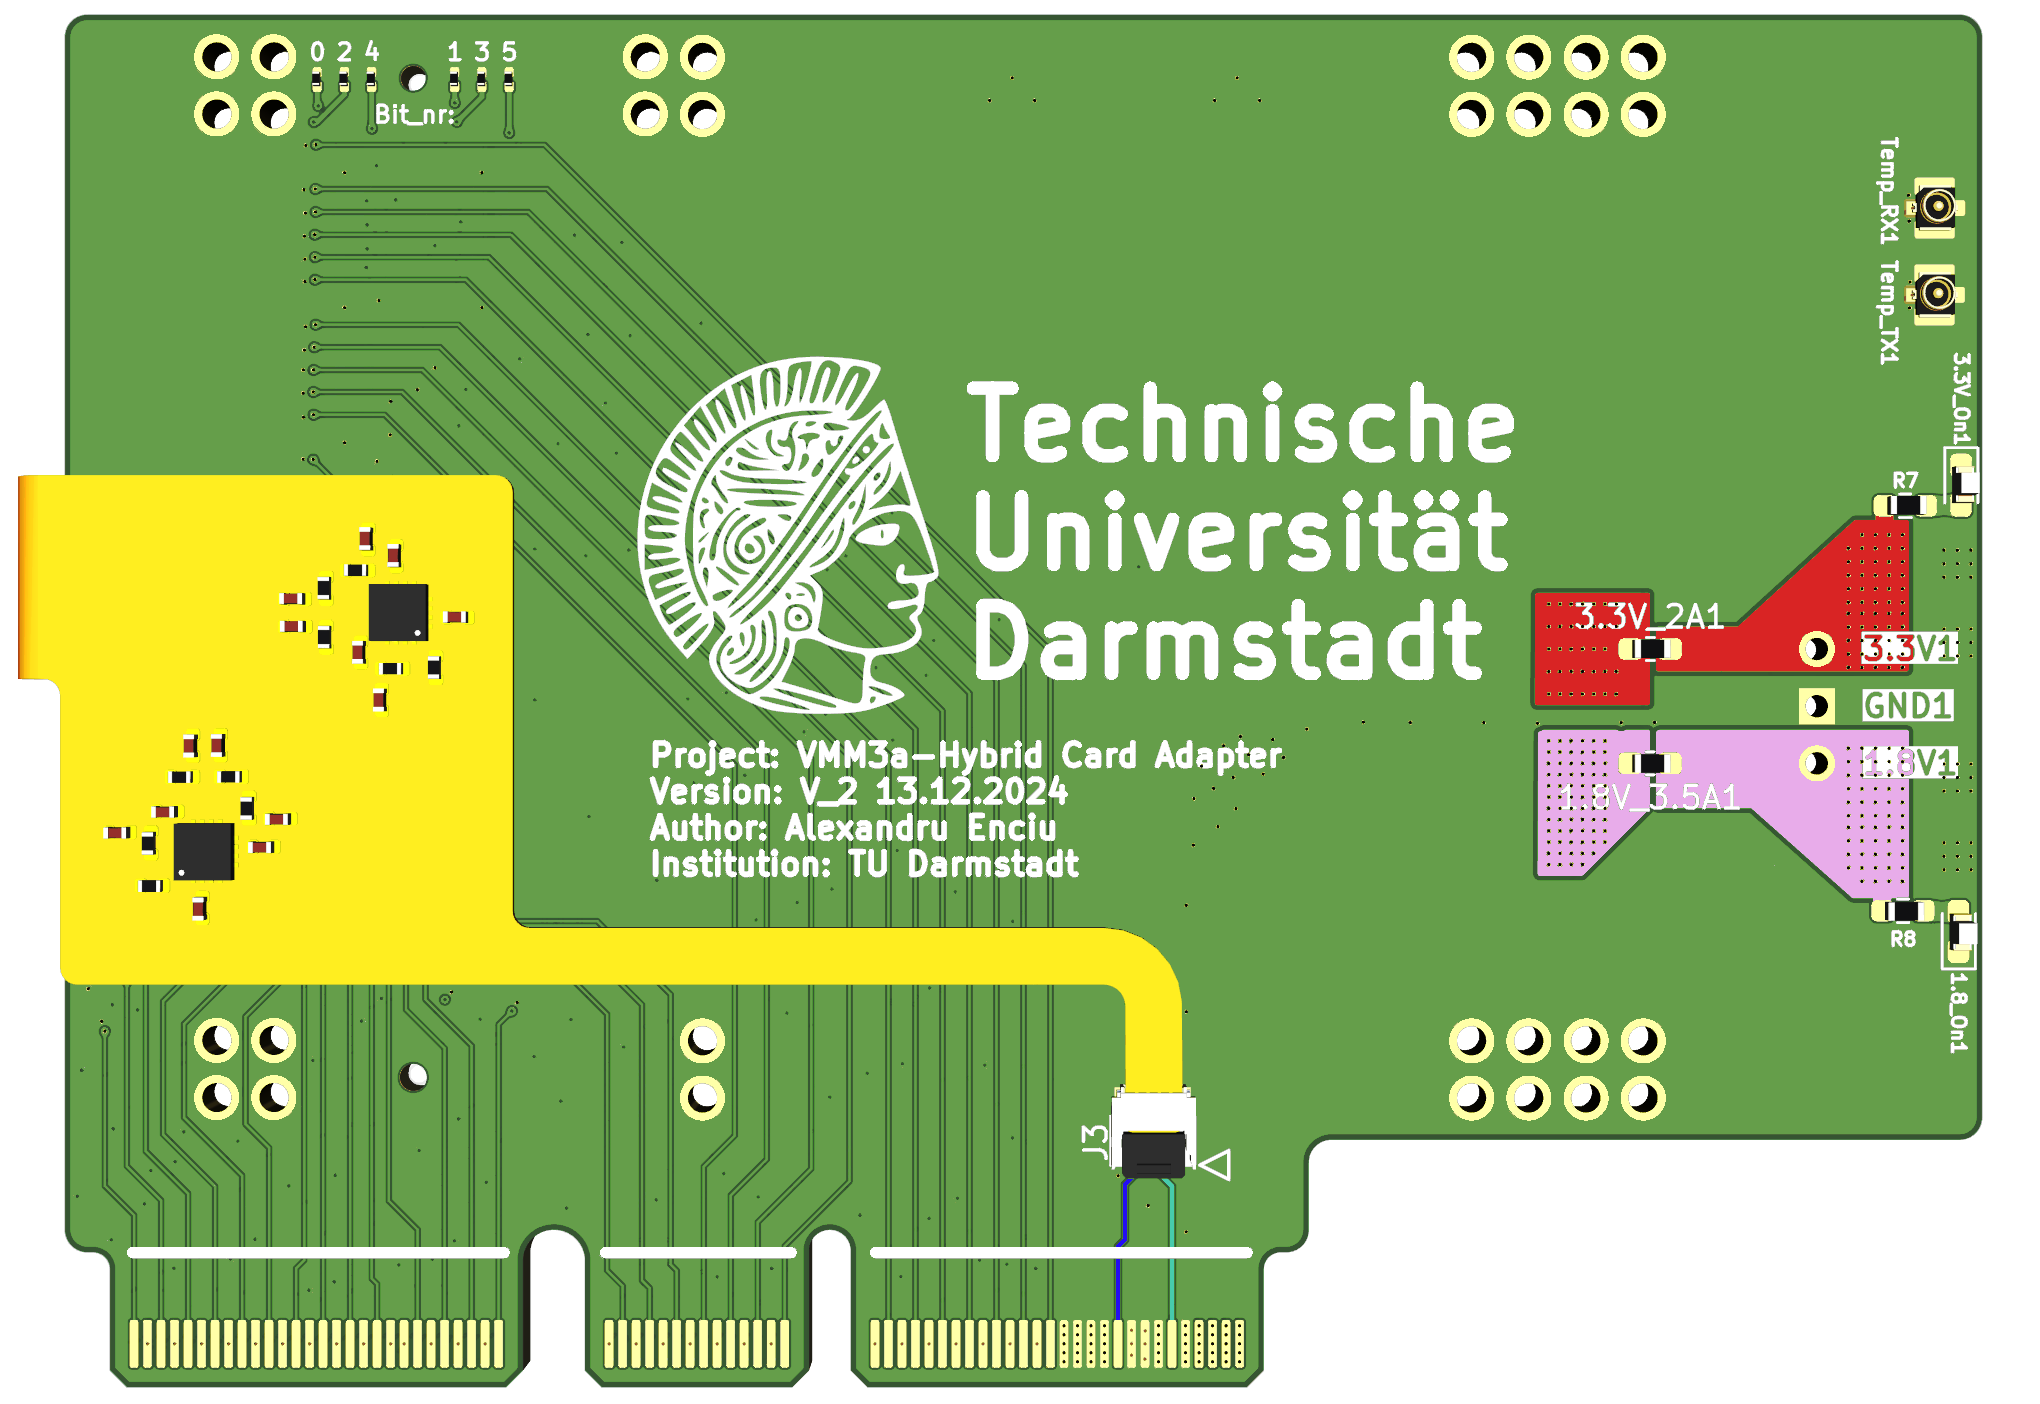 0 2 4 1 3 5
Bit_nr:
Temp_RX1
Temp_TX1
3.3V_On1
Technische
Universität
Darmstadt
R7
3.3V_2A1
3.3V1
GND1
1.8V1
1.8V_3.5A1
Project: VMM3a-Hybrid Card Adapter
Version: V_2 13.12.2024
Author: Alexandru Enciu
Institution: TU Darmstadt
R8
1.8_On1
J3